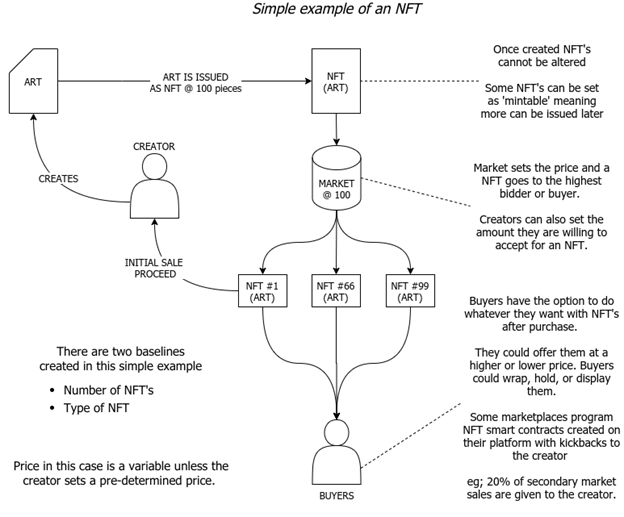 Simple example of an NFT
ART
ART IS ISSUED
AS NFT @ 100 pieces
NFT
(ART)
Once created NFT's
cannot be altered
Some NFT's can be set
as 'mintable' meaning
more can be issued later
CREATOR
CREATES
MARKET
@ 100
Market sets the price and a
NFT goes to the highest
bidder or buyer.
Creators can also set the
amount they are willing to
accept for an NFT.
INITIAL SALE
PROCEED
NFT #1
(ART)
NFT #66
(ART)
NFT #99
(ART)
Buyers have the option to do
whatever they want with NFT's
after purchase.
They could offer them at a
higher or lower price. Buyers
could wrap, hold, or display
them.
Some marketplaces program
NFT smart contracts created on
their platform with kickbacks to
the creator
eg; 20% of secondary market
sales are given to the creator.
There are two baselines
created in this simple example
• Number of NFT's
• Type of NFT
Price in this case is a variable unless the
creator sets a pre-determined price.
BUYERS